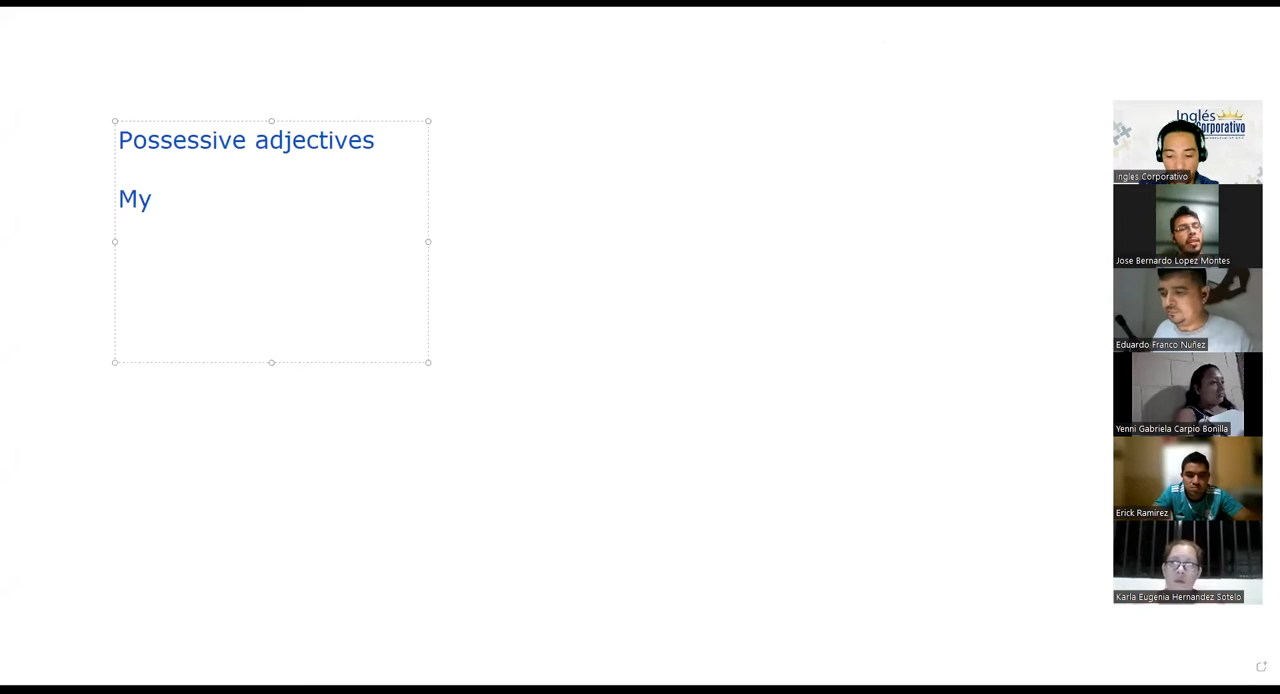 Possessive adjectives
My
Inglés
Corporativo
Ingles Corporativo
Jose Bernardo Lopez Montes
Eduardo Franco Nuñez
Yenni Gabriela Carpio Bonilla
Erick Ramirez
Karla Eugenia Hernandez Sotelo